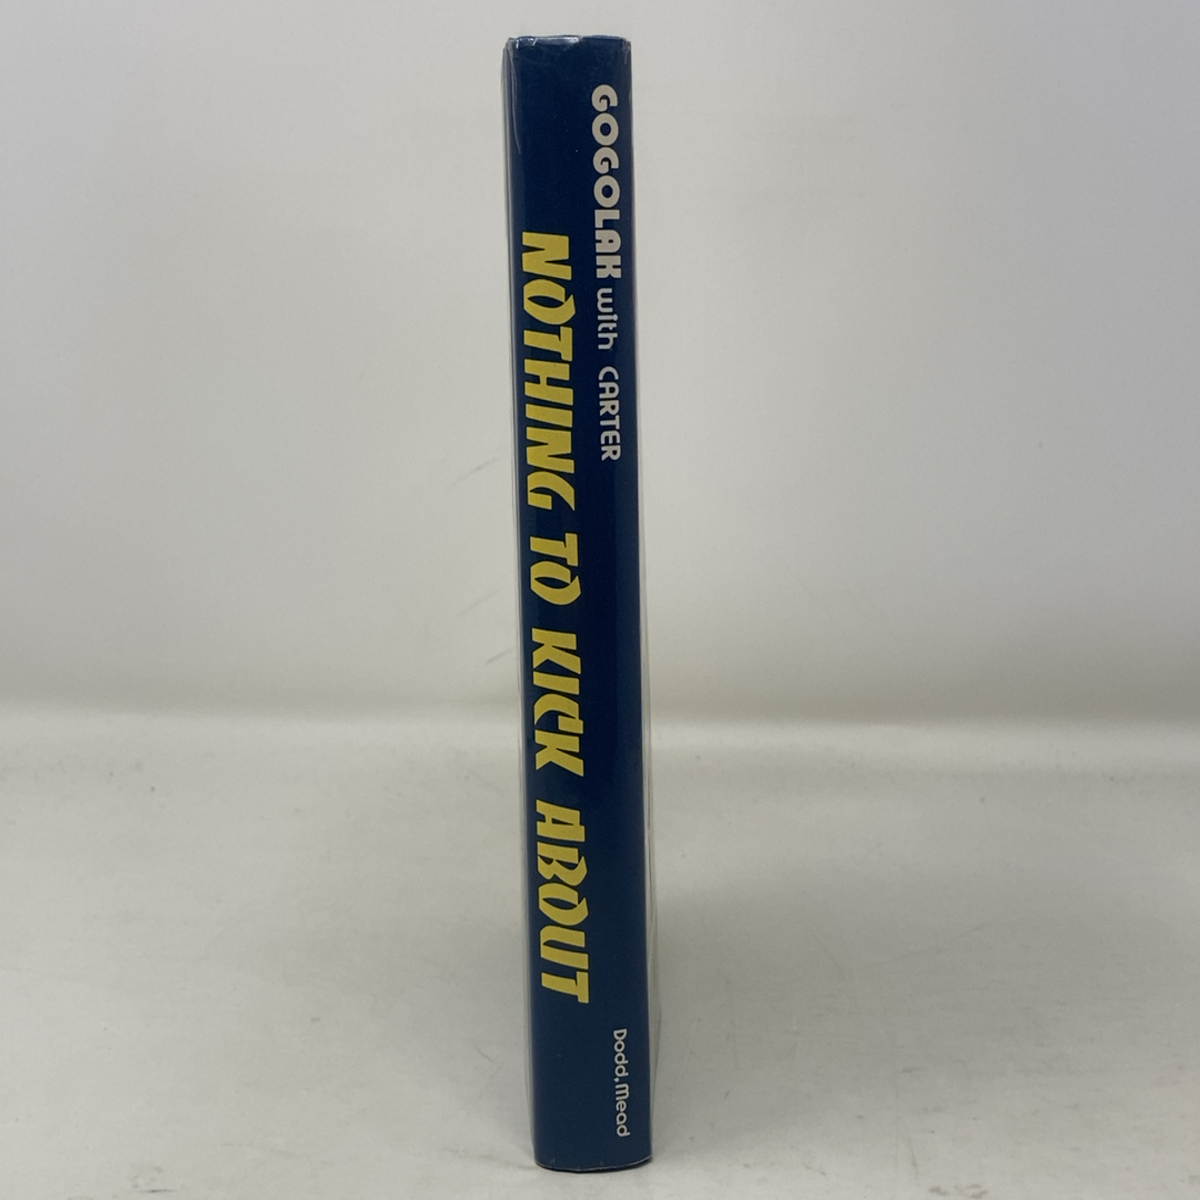 GOGOLAK with CARTER
NOTHING TO KICK ABOUT
Dodd, Mead